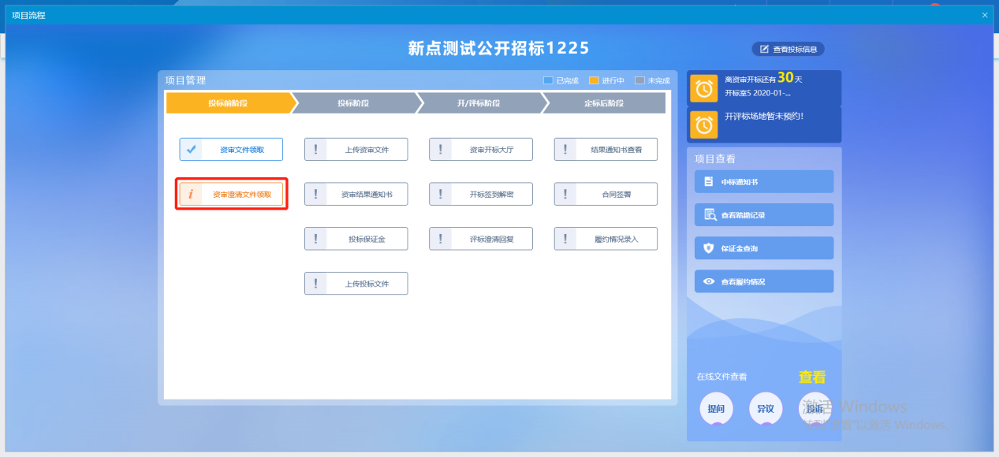 项目流程
新点测试公开招标1225
查看投标信息
项目管理
已完成 进行中 未完成
投标前阶段 投标阶段 开/评标阶段 定标后阶段
资审文件领取 上传资审文件 资审开标大厅 结果通知书查看
资审澄清文件领取 资审结果通知书 开标签到解密 合同签署
投标保证金 评标澄清回复 履约情况录入
上传投标文件
离资审开标还有30天
开标室5 2020-01-...
开评标场地暂未预约!
项目查看
中标通知书
查看踏勘记录
保证金查询
查看履约情况
在线文件查看 查看
提问 异议 投诉
激活 Windows
转到"设置"以激活 Windows。